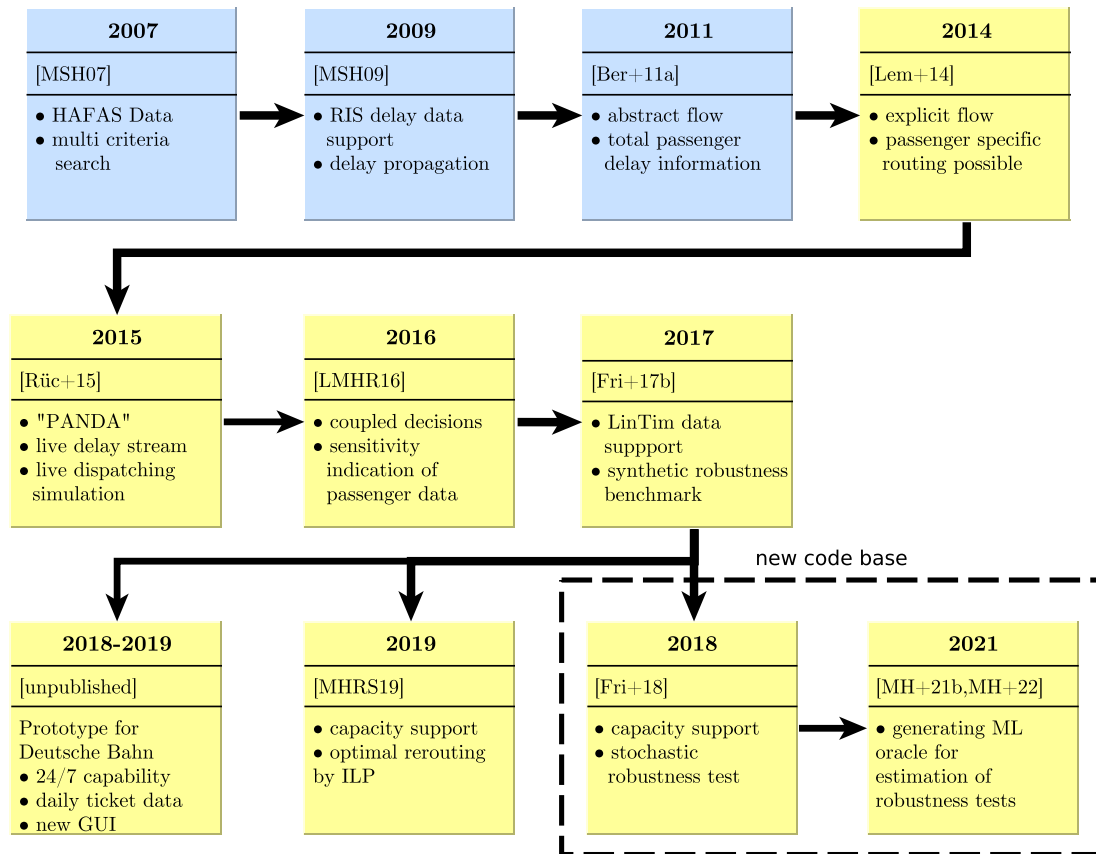 2007
[MSH07]
• HAFAS Data
• multi criteria
search
2009
[MSH09]
• RIS delay data
support
• delay propagation
2011
[Ber+11a]
• abstract flow
• total passenger
delay information
2014
[Lem+14]
• explicit flow
• passenger specific
routing possible
2015
[Rüc+15]
• "PANDA"
• live delay stream
• live dispatching
simulation
2016
[LMHR16]
• coupled decisions
• sensitivity
indication of
passenger data
2017
[Fri+17b]
• LinTim data
suppport
• synthetic robustness
benchmark
new code base
2018-2019
[unpublished]
Prototype for
Deutsche Bahn
• 24/7 capability
• daily ticket data
• new GUI
2019
[MHRS19]
• capacity support
• optimal rerouting
by ILP
2018
[Fri+18]
• capacity support
• stochastic
robustness test
2021
[MH+21b,MH+22]
• generating ML
oracle for
estimation of
robustness tests